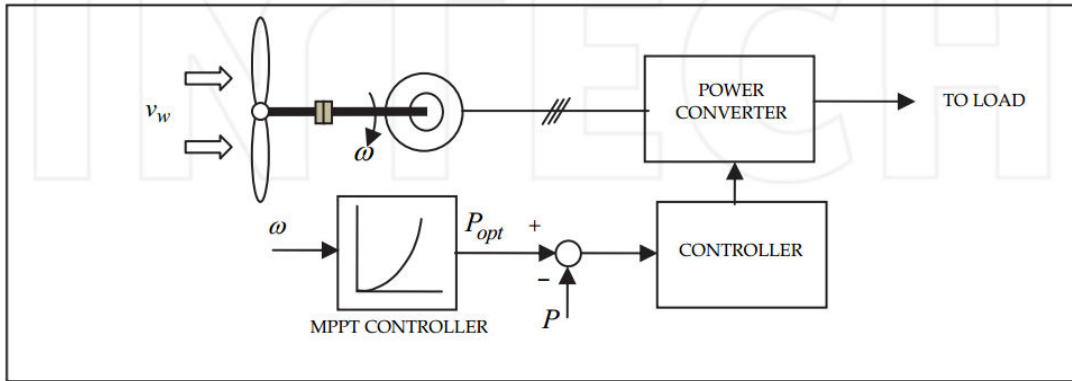 INTECH
v_w
ω
POWER
CONVERTER
TO LOAD
ω
P_opt
+
−
P
MPPT CONTROLLER
CONTROLLER